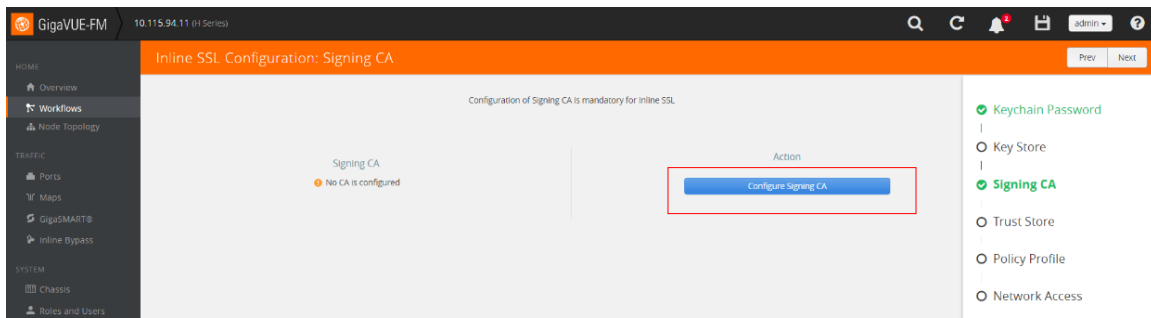 GigaVUE-FM
10.115.94.11 (H Series)
2
admin
?
Inline SSL Configuration: Signing CA
Prev
Next
HOME
Overview
Workflows
Node Topology
TRAFFIC
Ports
Maps
GigaSMART®
Inline Bypass
SYSTEM
Chassis
Roles and Users
Configuration of Signing CA is mandatory for Inline SSL
Signing CA
No CA is configured
Action
Configure Signing CA
Keychain Password
Key Store
Signing CA
Trust Store
Policy Profile
Network Access